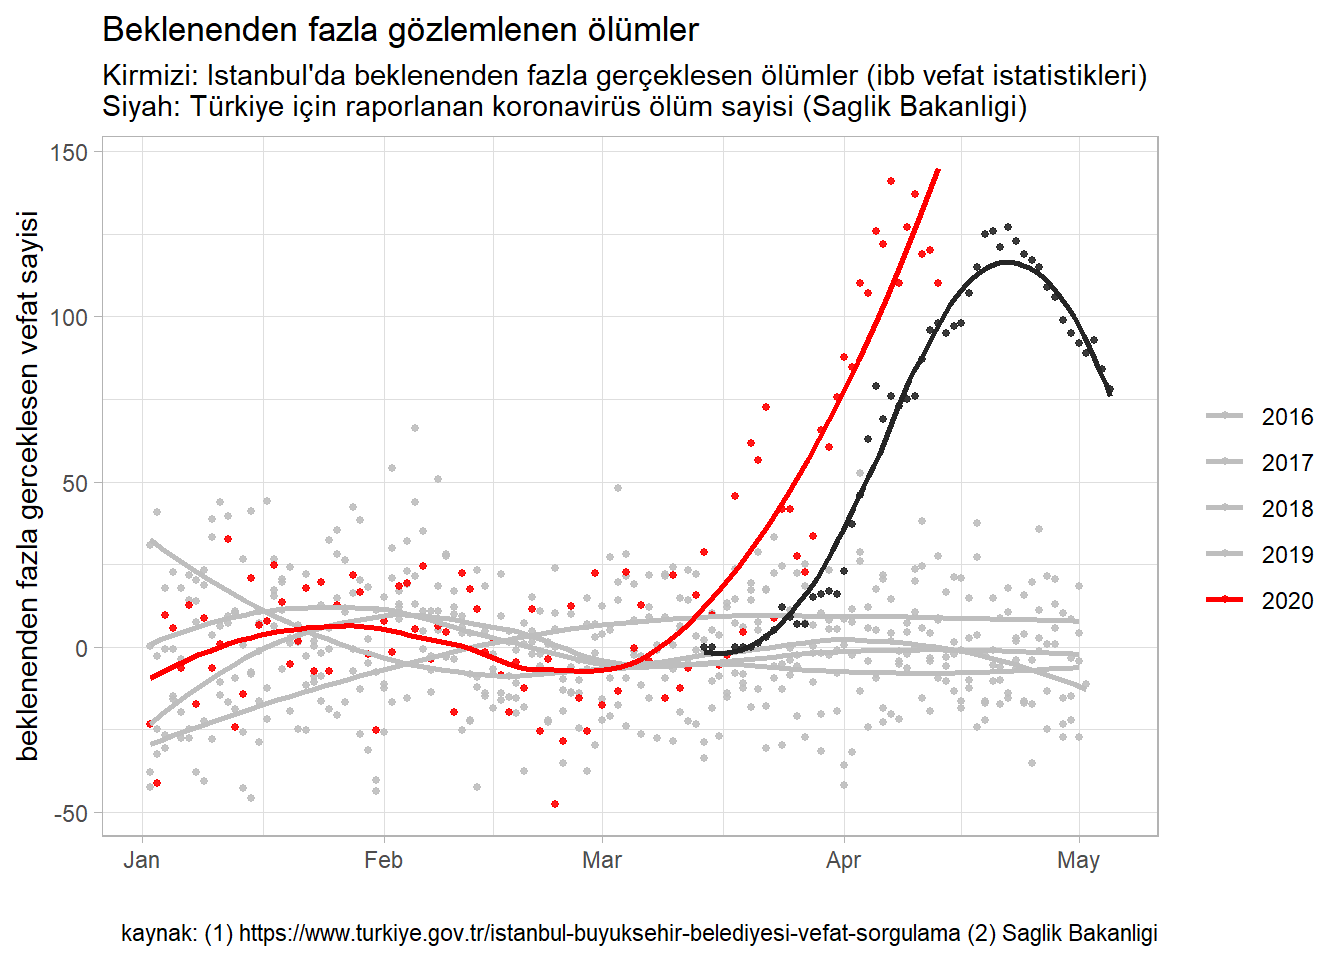 Beklenenden fazla gözlemlenen ölümler
Kirmizi: Istanbul'da beklenenden fazla gerçeklesen ölümler (ibb vefat istatistikleri)
Siyah: Türkiye için raporlanan koronavirüs ölüm sayisi (Saglik Bakanligi)
beklenenden fazla gerceklesen vefat sayisi
150
100
50
0
-50
Jan
Feb
Mar
Apr
May
2016
2017
2018
2019
2020
kaynak: (1) https://www.turkiye.gov.tr/istanbul-buyuksehir-belediyesi-vefat-sorgulama (2) Saglik Bakanligi